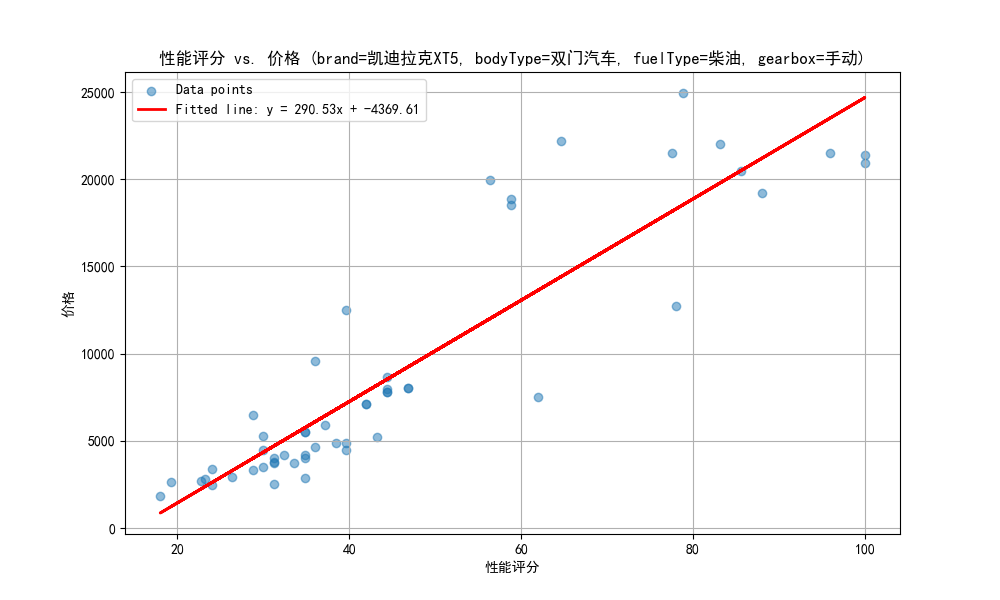 性能评分 vs. 价格 (brand=凯迪拉克XT5, bodyType=双门汽车, fuelType=柴油, gearbox=手动)
Data points
Fitted line: y = 290.53x + -4369.61
25000
20000
15000
10000
5000
0
价格
20 40 60 80 100
性能评分